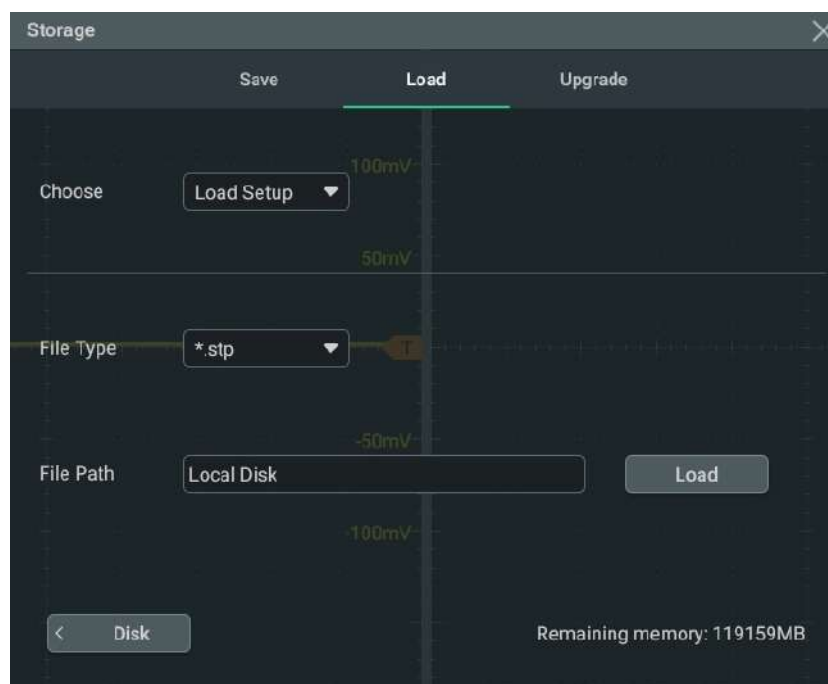 Storage
Save Load Upgrade
100mV
Choose Load Setup
50mV
File Type *.stp T
-50mV
File Path Local Disk Load
-100mV
< Disk Remaining memory: 119159MB